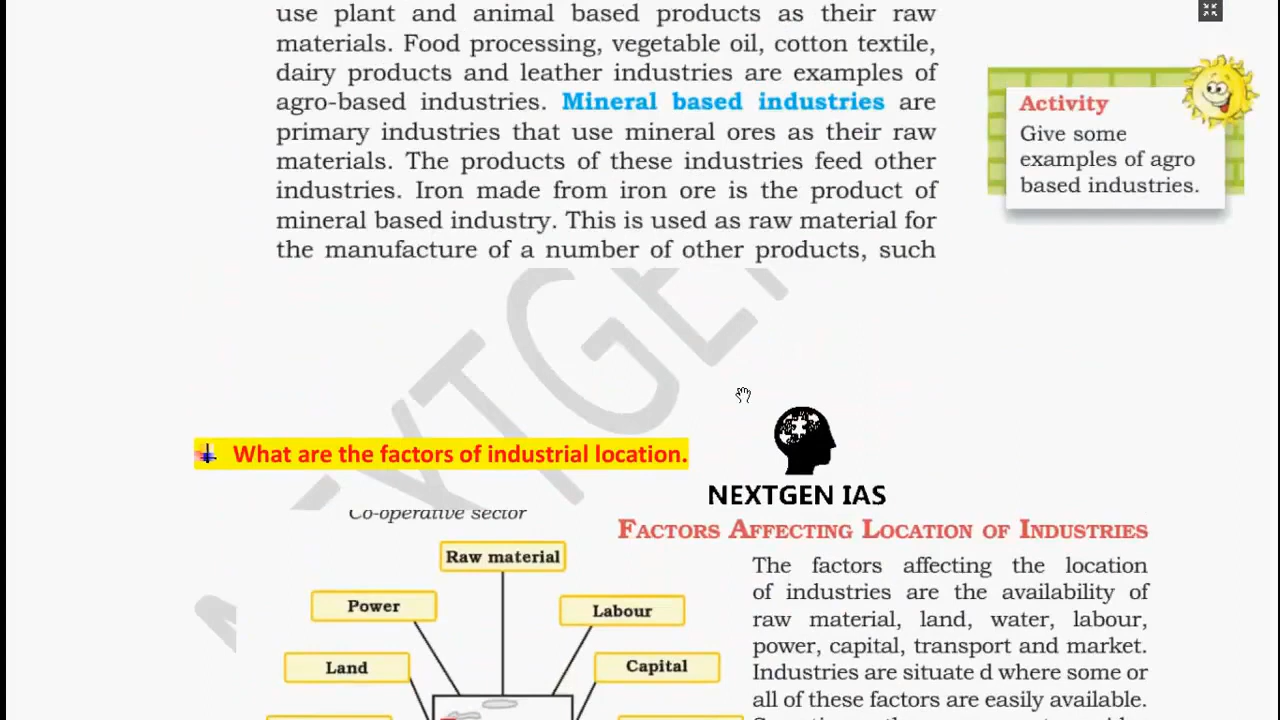 use plant and animal based products as their raw
materials. Food processing, vegetable oil, cotton textile,
dairy products and leather industries are examples of
agro-based industries. Mineral based industries are
primary industries that use mineral ores as their raw
materials. The products of these industries feed other
industries. Iron made from iron ore is the product of
mineral based industry. This is used as raw material for
the manufacture of a number of other products, such
Activity
Give some
examples of agro
based industries.
What are the factors of industrial location.
NEXTGEN IAS
Co-operative sector
Raw material
Power
Labour
Land
Capital
FACTORS AFFECTING LOCATION OF INDUSTRIES
The factors affecting the location
of industries are the availability of
raw material, land, water, labour,
power, capital, transport and market.
Industries are situate d where some or
all of these factors are easily available.